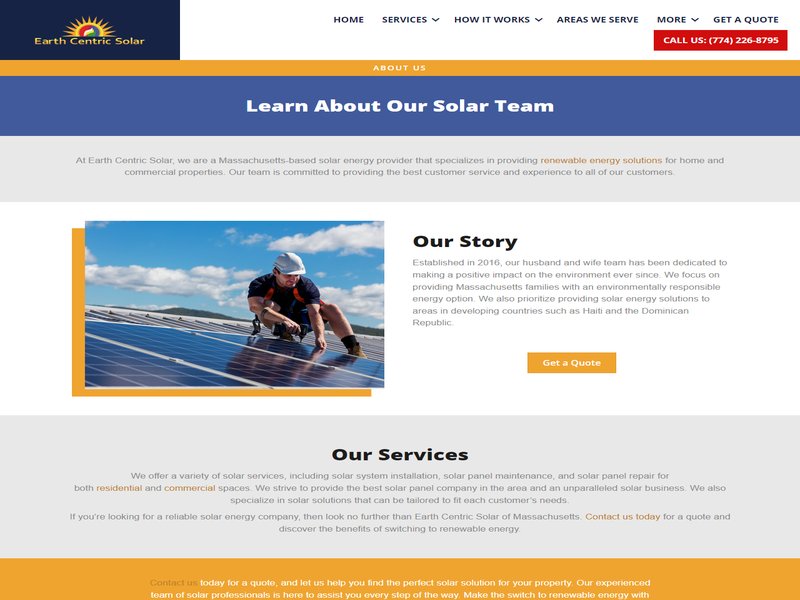 Earth Centric Solar
HOME SERVICES HOW IT WORKS AREAS WE SERVE MORE GET A QUOTE
CALL US: (774) 226-8795
ABOUT US
Learn About Our Solar Team
At Earth Centric Solar, we are a Massachusetts-based solar energy provider that specializes in providing renewable energy solutions for home and
commercial properties. Our team is committed to providing the best customer service and experience to all of our customers.
Our Story
Established in 2016, our husband and wife team has been dedicated to
making a positive impact on the environment ever since. We focus on
providing Massachusetts families with an environmentally responsible
energy option. We also prioritize providing solar energy solutions to
areas in developing countries such as Haiti and the Dominican
Republic.
Get a Quote
Our Services
We offer a variety of solar services, including solar system installation, solar panel maintenance, and solar panel repair for
both residential and commercial spaces. We strive to provide the best solar panel company in the area and an unparalleled solar business. We also
specialize in solar solutions that can be tailored to fit each customer's needs.
If you're looking for a reliable solar energy company, then look no further than Earth Centric Solar of Massachusetts. Contact us today for a quote and
discover the benefits of switching to renewable energy.
Contact us today for a quote, and let us help you find the perfect solar solution for your property. Our experienced
team of solar professionals is here to assist you every step of the way. Make the switch to renewable energy with